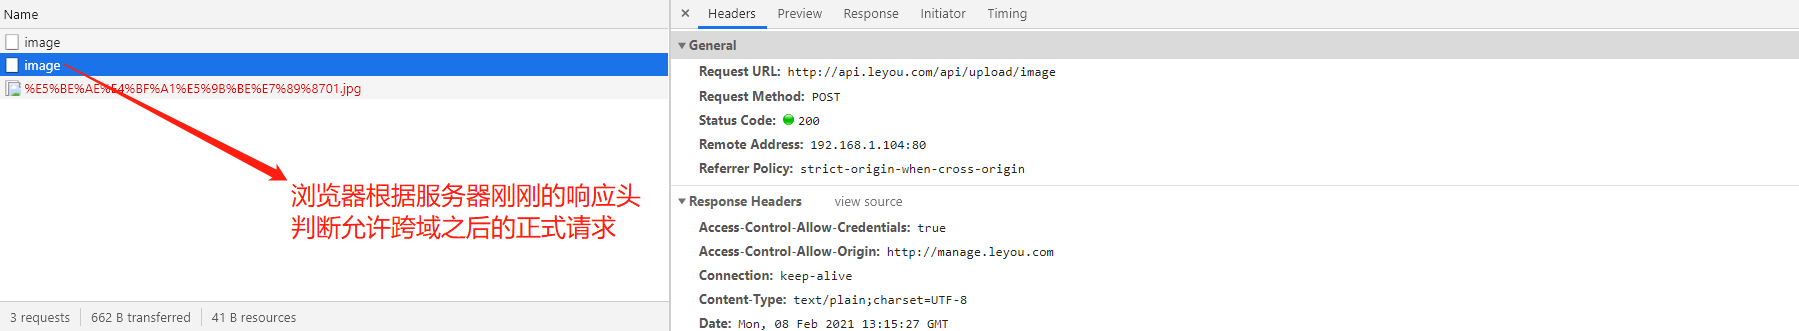 Name
image
image
%E5%BE%AE%E4%BF%A1%E5%9B%BE%E7%89%8701.jpg
浏览器根据服务器刚刚的响应头
判断允许跨域之后的正式请求
3 requests 662 B transferred 41 B resources
× Headers Preview Response Initiator Timing
General
Request URL: http://api.leyou.com/api/upload/image
Request Method: POST
Status Code: 200
Remote Address: 192.168.1.104:80
Referrer Policy: strict-origin-when-cross-origin
Response Headers view source
Access-Control-Allow-Credentials: true
Access-Control-Allow-Origin: http://manage.leyou.com
Connection: keep-alive
Content-Type: text/plain;charset=UTF-8
Date: Mon, 08 Feb 2021 13:15:27 GMT